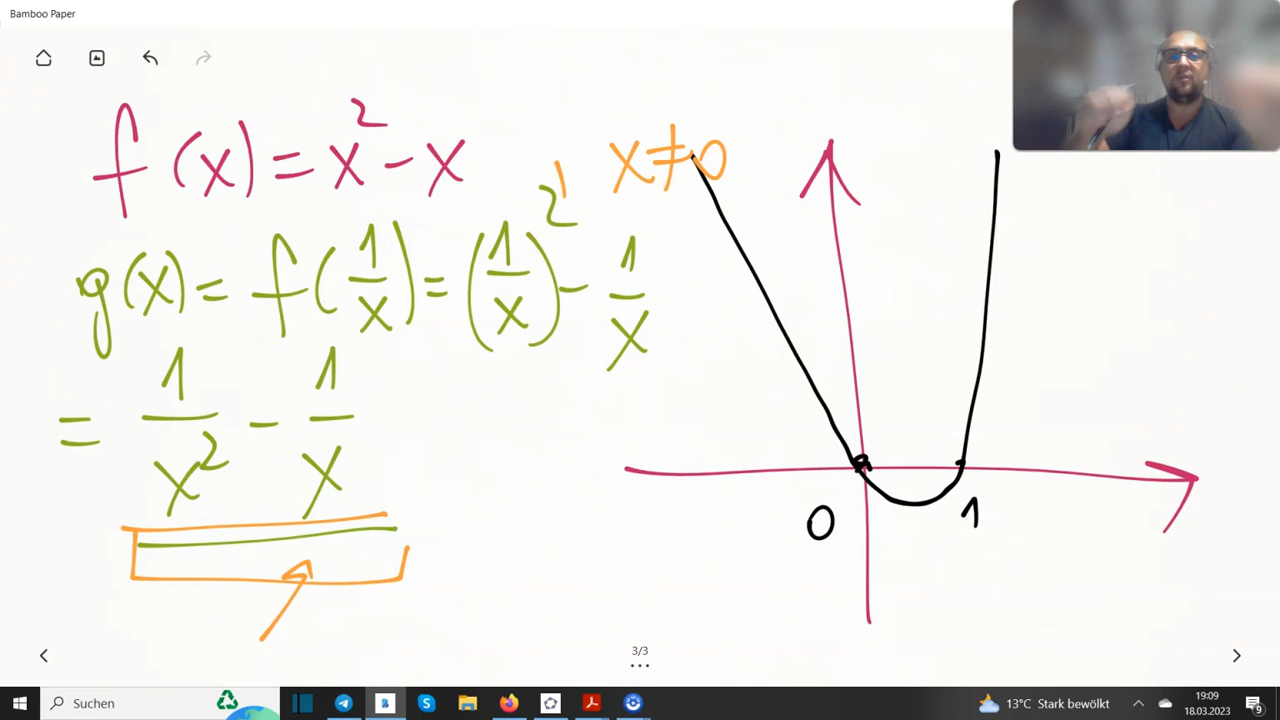 Bamboo Paper
f(x) = x² - x
x ≠ 0
g(x) = f(1/x) = (1/x)² - 1/x
= 1/x² - 1/x
0
1
3/3
Suchen
13°C Stark bewölkt
19:09
18.03.2023
9